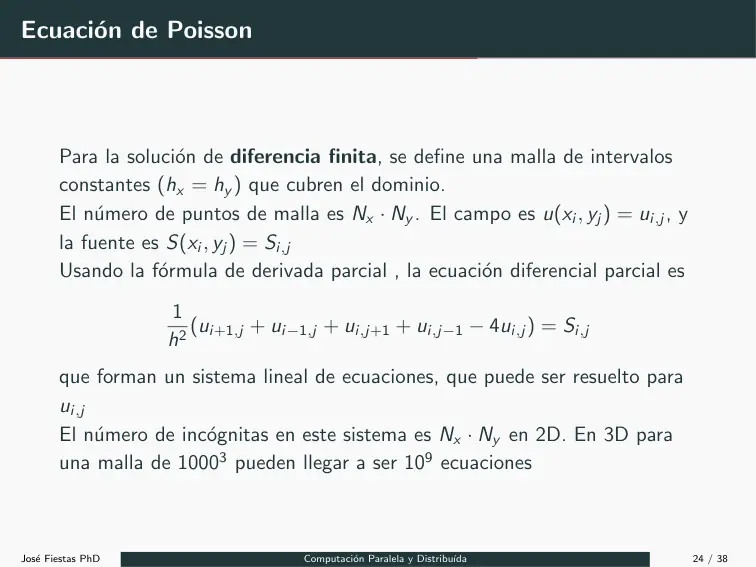 Ecuación de Poisson
Para la solución de diferencia finita, se define una malla de intervalos
constantes (hₓ = hᵧ) que cubren el dominio.
El número de puntos de malla es Nₓ · Nᵧ. El campo es u(xᵢ, yⱼ) = uᵢ,ⱼ, y
la fuente es S(xᵢ, yⱼ) = Sᵢ,ⱼ
Usando la fórmula de derivada parcial , la ecuación diferencial parcial es
1/h² (uᵢ₊₁,ⱼ + uᵢ₋₁,ⱼ + uᵢ,ⱼ₊₁ + uᵢ,ⱼ₋₁ − 4uᵢ,ⱼ) = Sᵢ,ⱼ
que forman un sistema lineal de ecuaciones, que puede ser resuelto para
uᵢ,ⱼ
El número de incógnitas en este sistema es Nₓ · Nᵧ en 2D. En 3D para
una malla de 1000³ pueden llegar a ser 10⁹ ecuaciones
José Fiestas PhD
Computación Paralela y Distribuída
24 / 38